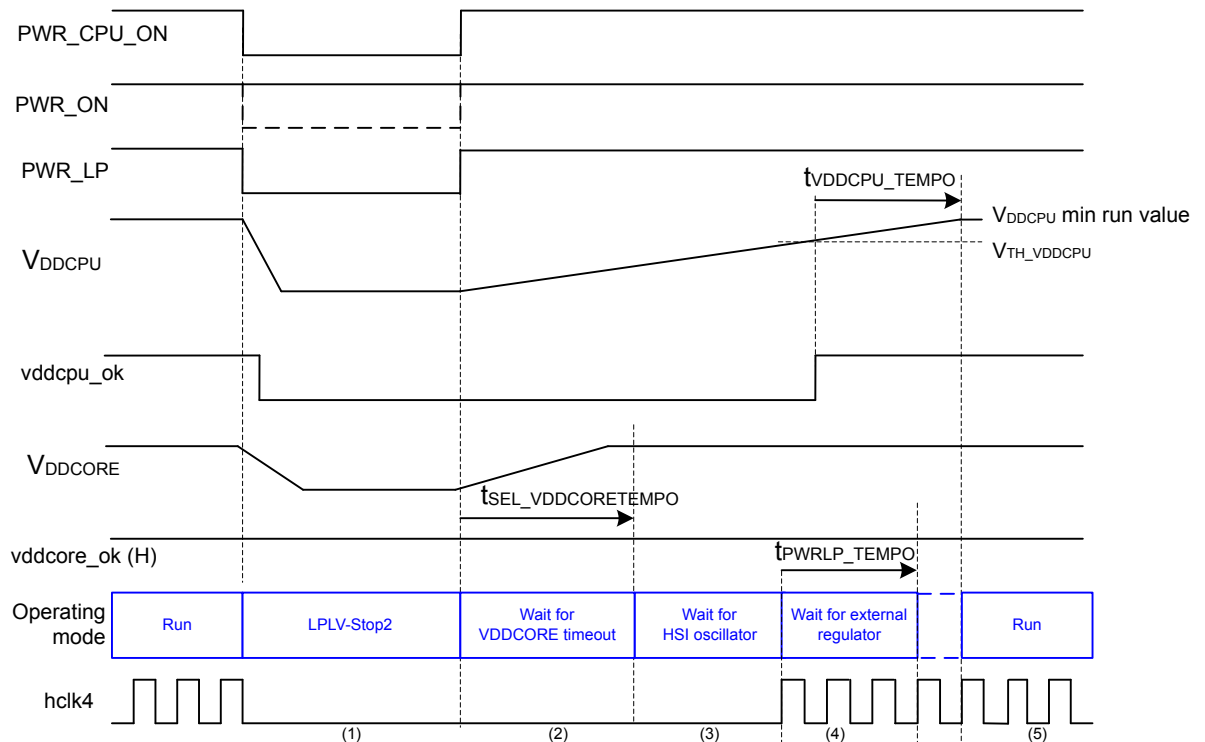 PWR_CPU_ON
PWR_ON
PWR_LP
tVDDCPU_TEMPO
VDDCPU min run value
VTH_VDDCPU
VDDCPU
vddcpu_ok
VDDCORE
tSEL_VDDCORETEMPO
vddcore_ok (H)
tPWRLP_TEMPO
Operating
mode
Run
LPLV-Stop2
Wait for
VDDCORE timeout
Wait for
HSI oscillator
Wait for external
regulator
Run
hclk4
(1)
(2)
(3)
(4)
(5)